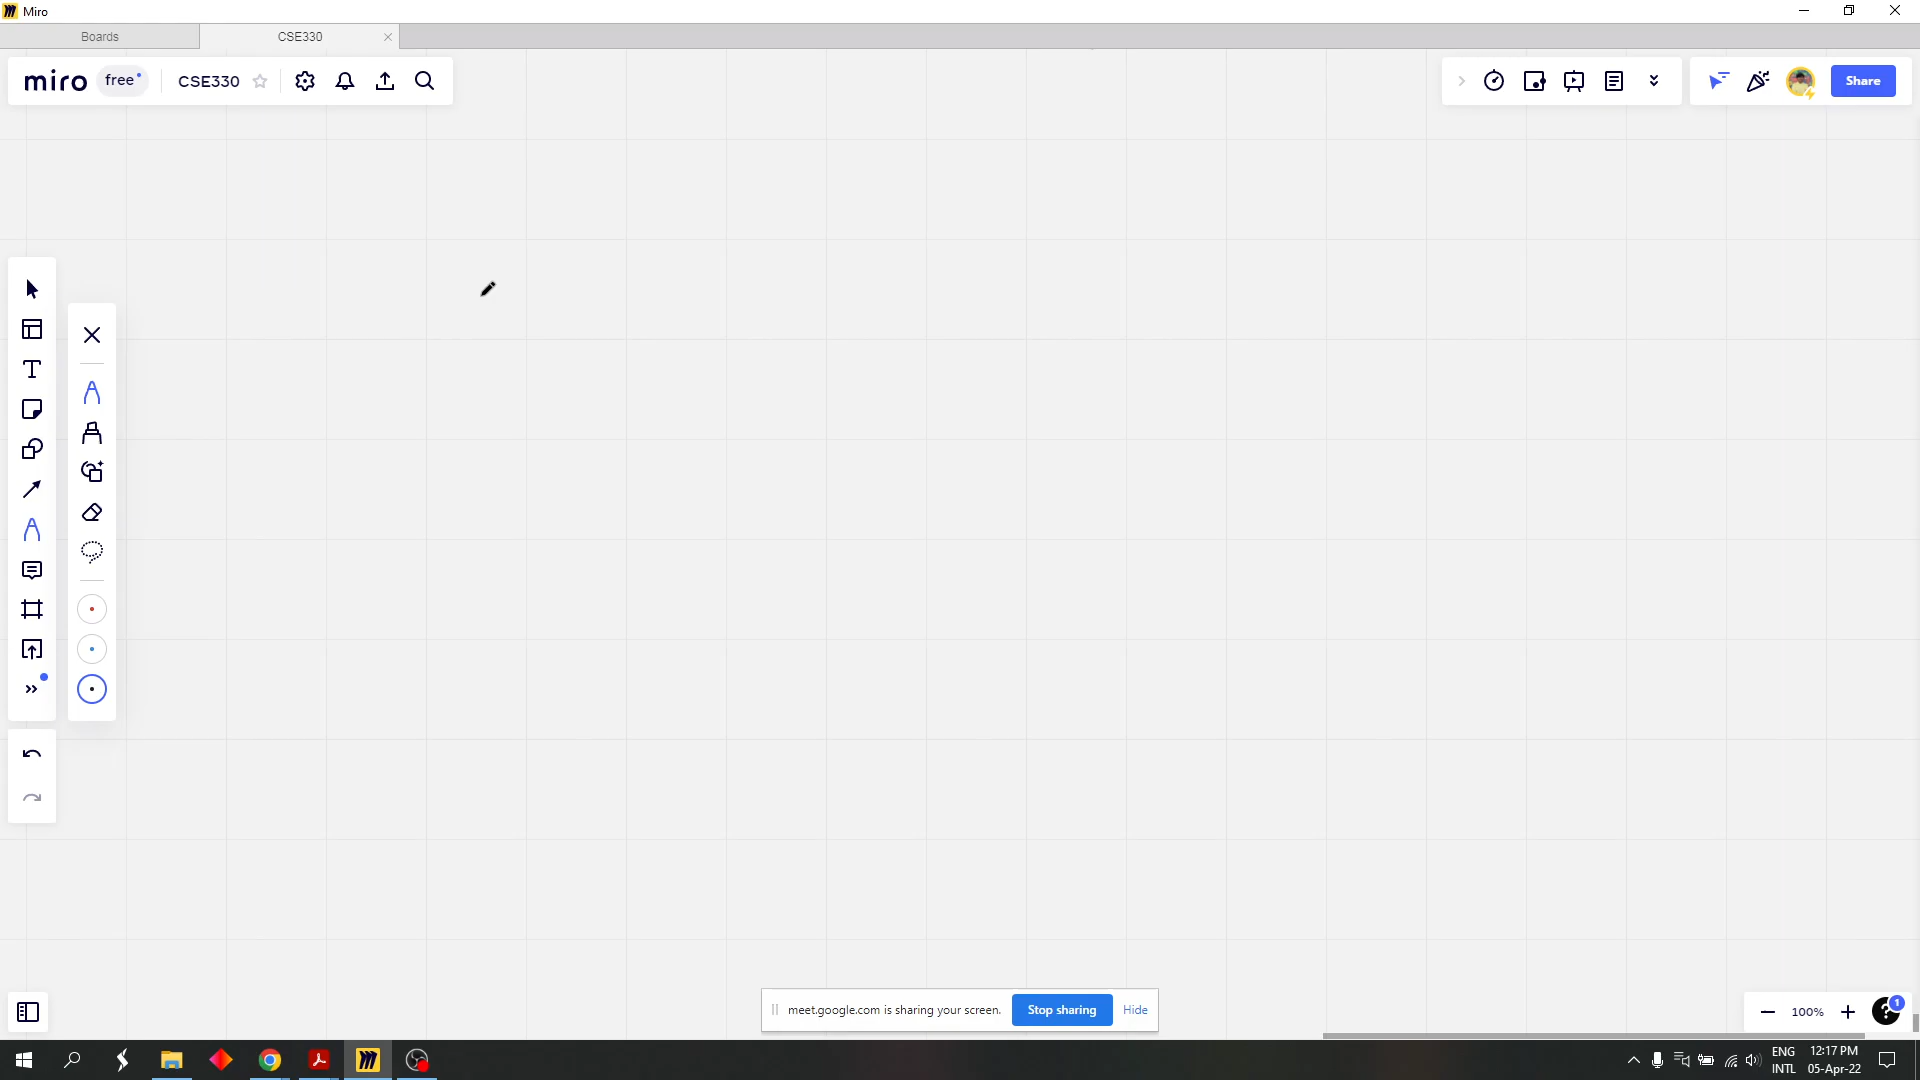 Miro
Boards
CSE330
miro free CSE330
Share
meet.google.com is sharing your screen. Stop sharing Hide
100%
1
ENG 12:17 PM
INTL 05-Apr-22